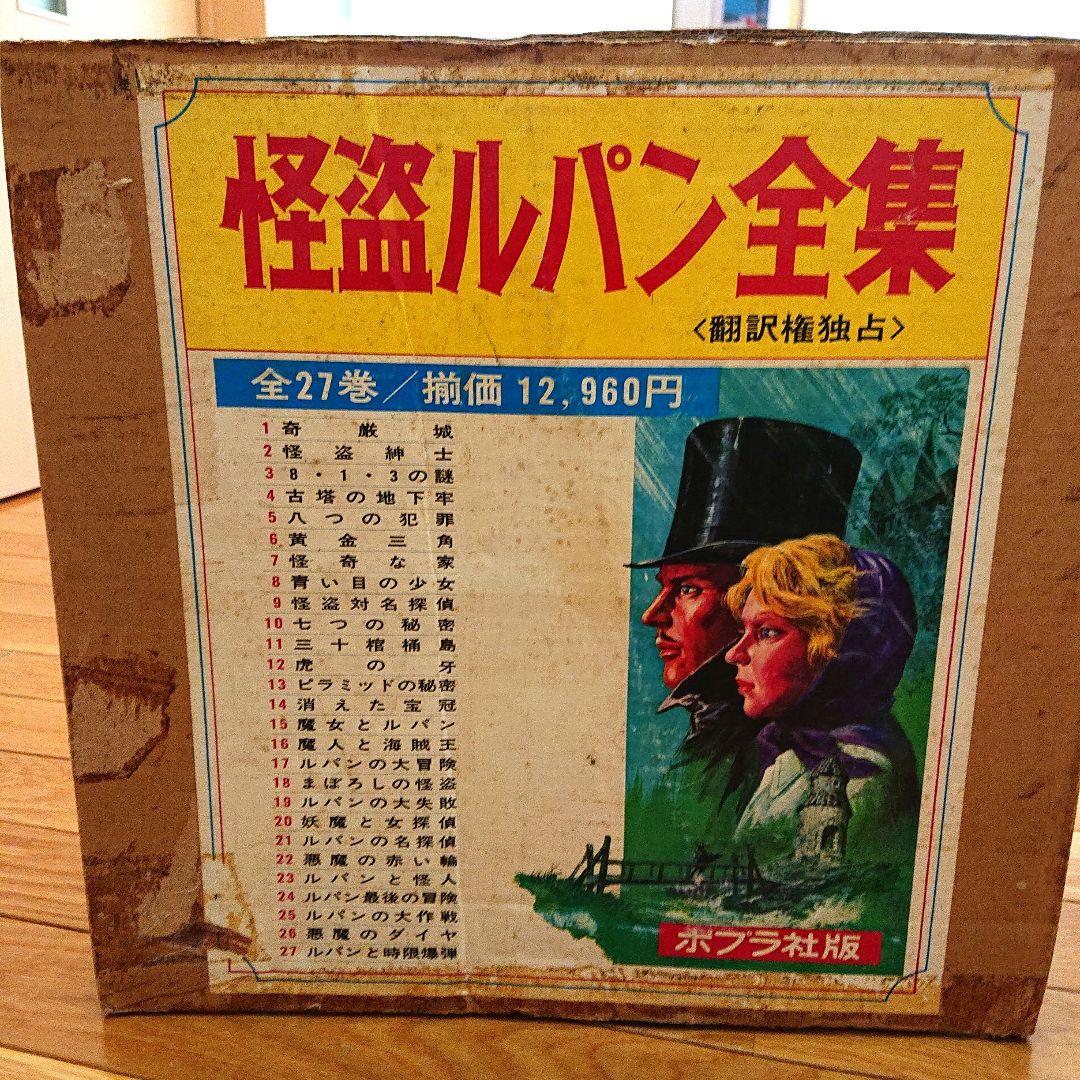 怪盗ルパン全集
<翻訳権独占>
全27巻/揃価 12,960円
1 奇厳城
2 怪盗紳士
3 8・1・3の謎
4 古塔の地下牢
5 八つの犯罪
6 黄金三角
7 怪奇な家
8 青い目の少女
9 怪盗対名探偵
10 七つの秘密
11 三十棺桶島
12 虎の牙
13 ピラミッドの秘密
14 消えた宝冠
15 魔女とルパン
16 魔人と海賊王
17 ルパンの大冒険
18 まぼろしの怪盗
19 ルパンの大失敗
20 妖魔と女探偵
21 ルパンの名探偵
22 悪魔の赤い輪
23 ルパンと怪人
24 ルパン最後の冒険
25 ルパンの大作戦
26 悪魔のダイヤ
27 ルパンと時限爆弾
ポプラ社版